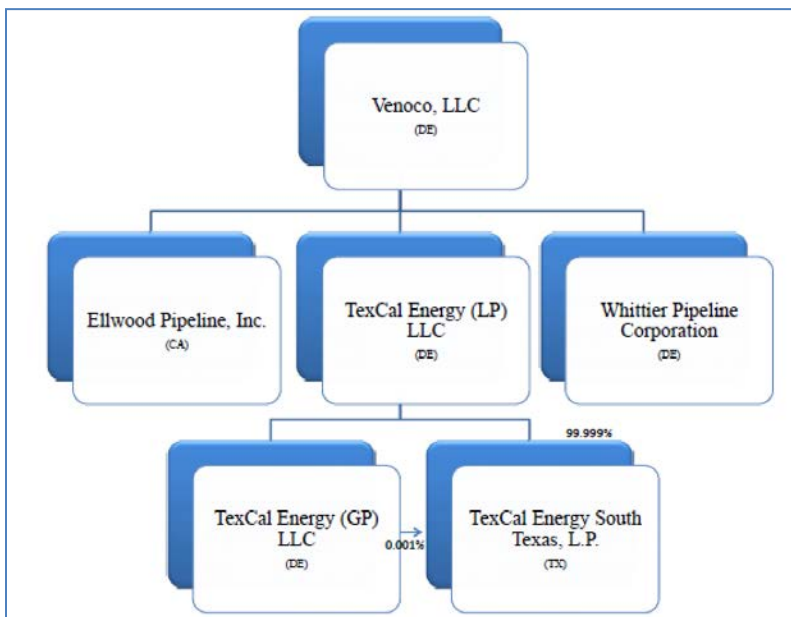 Venoco, LLC
(DE)
Ellwood Pipeline, Inc.
(CA)
TexCal Energy (LP)
LLC
(DE)
Whittier Pipeline
Corporation
(DE)
99.999%
TexCal Energy (GP)
LLC
(DE)
0.001%
TexCal Energy South
Texas, L.P.
(TX)